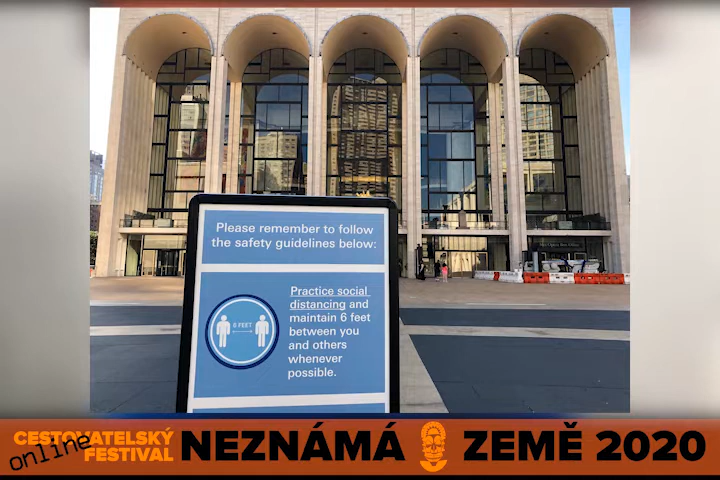 Please remember to follow
the safety guidelines below:
6 FEET
Practice social
distancing and
maintain 6 feet
between you
and others
whenever
possible.
CESTOVATELSKÝ
FESTIVAL
online
NEZNÁMÁ ZEMĚ 2020